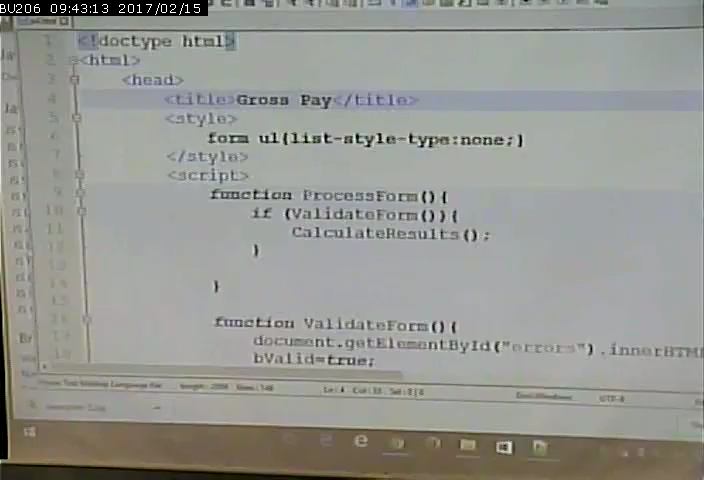 BU206 09:43:13 2017/02/15
1 <!doctype html>
2 <html>
3 <head>
4 <title>Gross Pay</title>
5 <style>
6 form ul{list-style-type:none;}
7 </style>
8 <script>
9 function ProcessForm(){
10 if (ValidateForm()){
11 CalculateResults();
12 }
13
14 }
15
16 function ValidateForm(){
17 document.getElementById("errors").innerHTM
18 bValid=true;
UTF-8